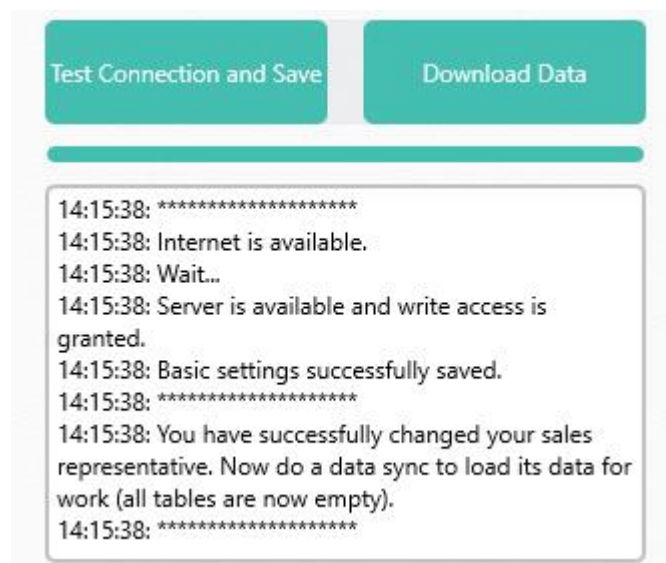 Test Connection and Save
Download Data
14:15:38: ********************
14:15:38: Internet is available.
14:15:38: Wait...
14:15:38: Server is available and write access is
granted.
14:15:38: Basic settings successfully saved.
14:15:38: ********************
14:15:38: You have successfully changed your sales
representative. Now do a data sync to load its data for
work (all tables are now empty).
14:15:38: ********************